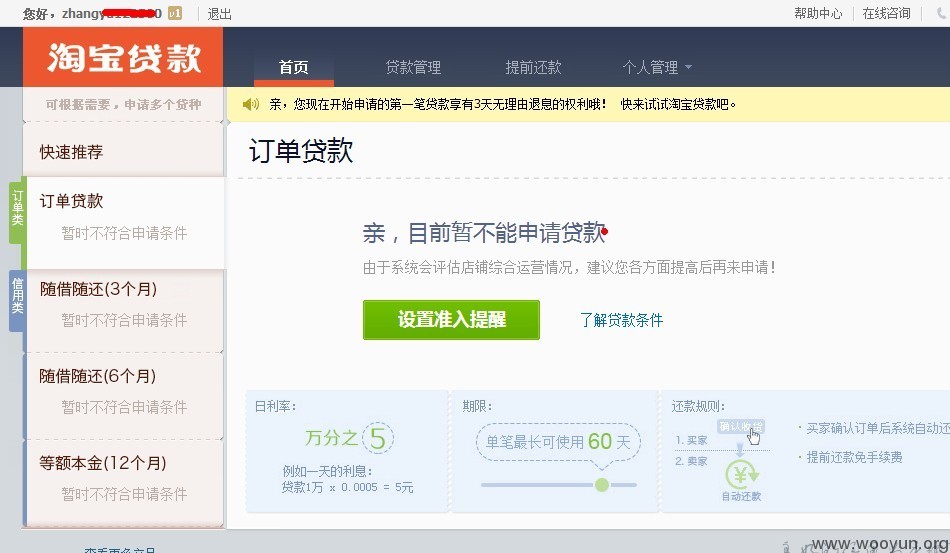 您好，zhangy
v1
退出
帮助中心
在线咨询
淘宝贷款
首页
贷款管理
提前还款
个人管理
可根据需要，申请多个贷种
亲，您现在开始申请的第一笔贷款享有3天无理由退息的权利哦！ 快来试试淘宝贷款吧。
快速推荐
订单贷款
订单类
订单贷款
暂时不符合申请条件
亲，目前暂不能申请贷款
由于系统会评估店铺综合运营情况，建议您各方面提高后再来申请！
信用类
随借随还(3个月)
暂时不符合申请条件
设置准入提醒
了解贷款条件
随借随还(6个月)
暂时不符合申请条件
日利率：
万分之 5
例如一天的利息：
贷款1万 x 0.0005 = 5元
期限：
单笔最长可使用 60 天
还款规则：
确认收货
1. 买家
2. 卖家
自动还款
· 买家确认订单后系统自动还
· 提前还款免手续费
等额本金(12个月)
暂时不符合申请条件
www.wooyun.org